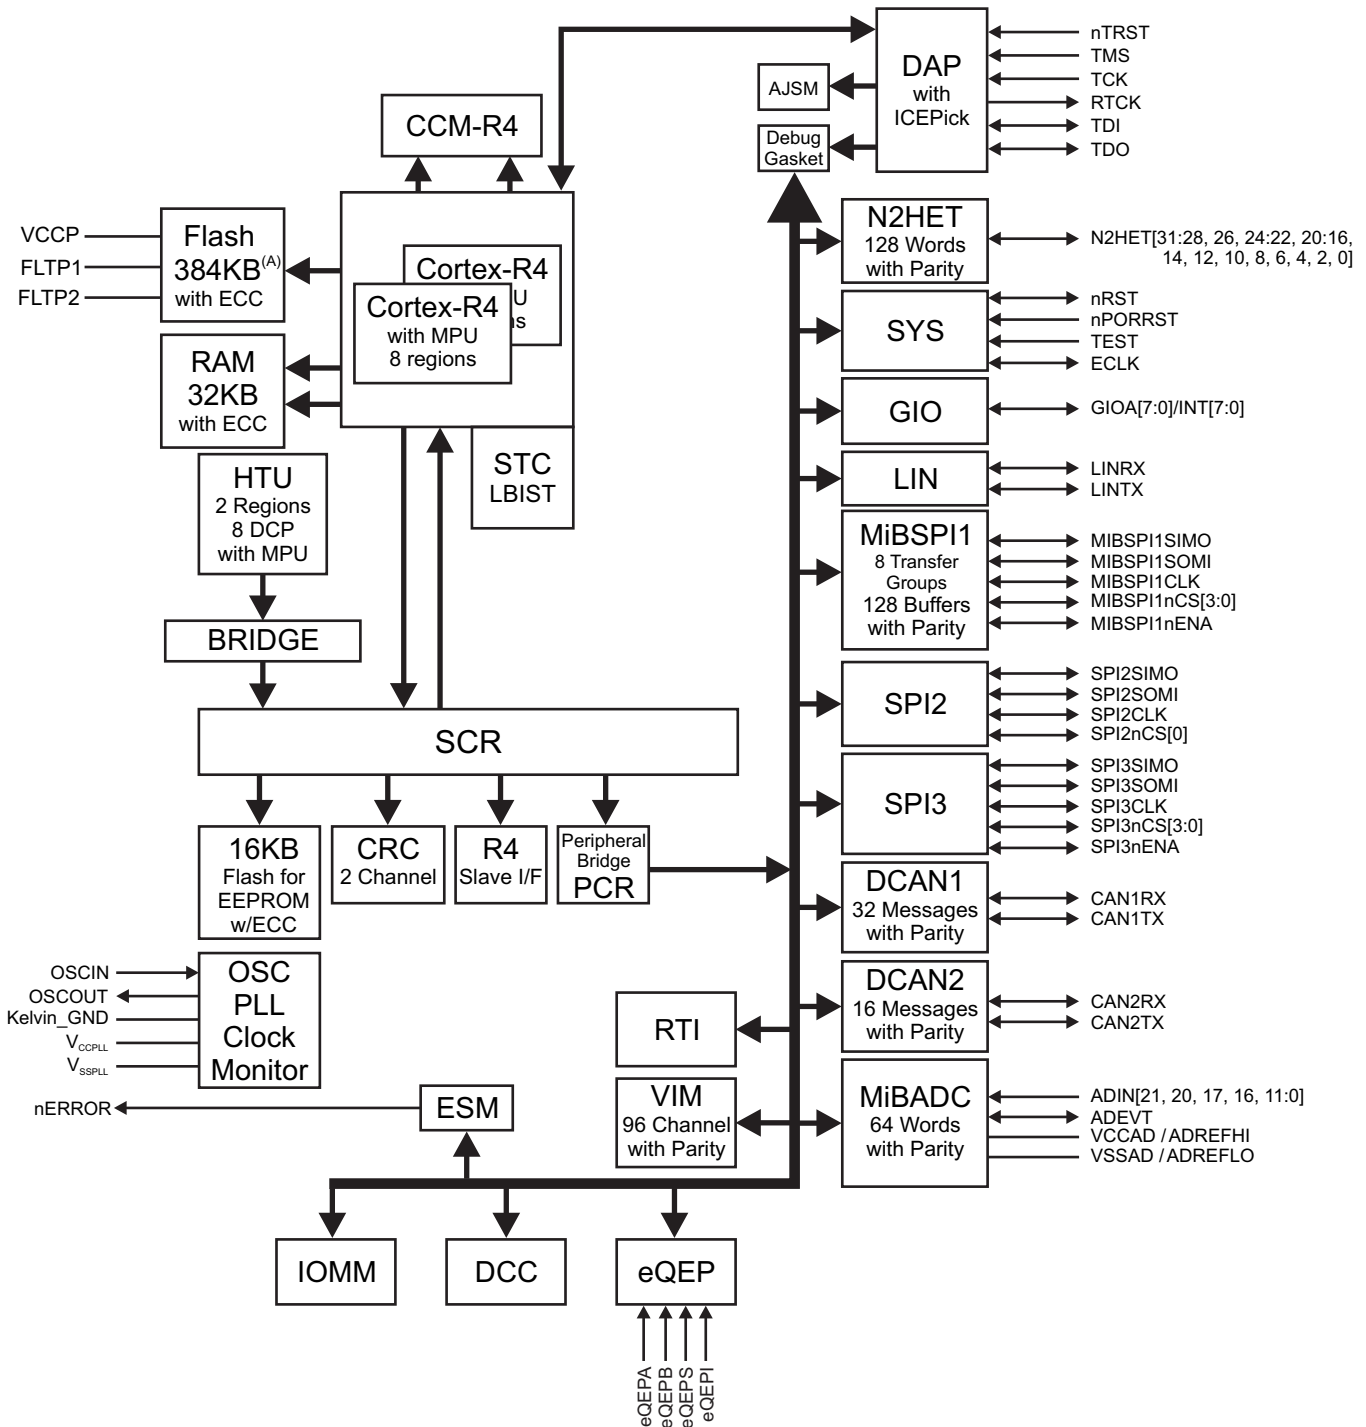 DAP
with
ICEPick
nTRST
TMS
TCK
RTCK
TDI
TDO
AJSM
Debug
Gasket
CCM-R4
VCCP
FLTP1
FLTP2
Flash
384KB(A)
with ECC
Cortex-R4
U
ns
Cortex-R4
with MPU
8 regions
RAM
32KB
with ECC
STC
LBIST
HTU
2 Regions
8 DCP
with MPU
BRIDGE
SCR
16KB
Flash for
EEPROM
w/ECC
CRC
2 Channel
R4
Slave I/F
Peripheral
Bridge
PCR
N2HET
128 Words
with Parity
N2HET[31:28, 26, 24:22, 20:16,
14, 12, 10, 8, 6, 4, 2, 0]
SYS
nRST
nPORRST
TEST
ECLK
GIO
GIOA[7:0]/INT[7:0]
LIN
LINRX
LINTX
MiBSPI1
8 Transfer
Groups
128 Buffers
with Parity
MIBSPI1SIMO
MIBSPI1SOMI
MIBSPI1CLK
MIBSPI1nCS[3:0]
MIBSPI1nENA
SPI2
SPI2SIMO
SPI2SOMI
SPI2CLK
SPI2nCS[0]
SPI3
SPI3SIMO
SPI3SOMI
SPI3CLK
SPI3nCS[3:0]
SPI3nENA
DCAN1
32 Messages
with Parity
CAN1RX
CAN1TX
DCAN2
16 Messages
with Parity
CAN2RX
CAN2TX
MiBADC
64 Words
with Parity
ADIN[21, 20, 17, 16, 11:0]
ADEVT
VCCAD / ADREFHI
VSSAD / ADREFLO
OSCIN
OSCOUT
Kelvin_GND
VCCPLL
VSSPLL
OSC
PLL
Clock
Monitor
RTI
VIM
96 Channel
with Parity
nERROR
ESM
IOMM
DCC
eQEP
eQEPA
eQEPB
eQEPS
eQEPI